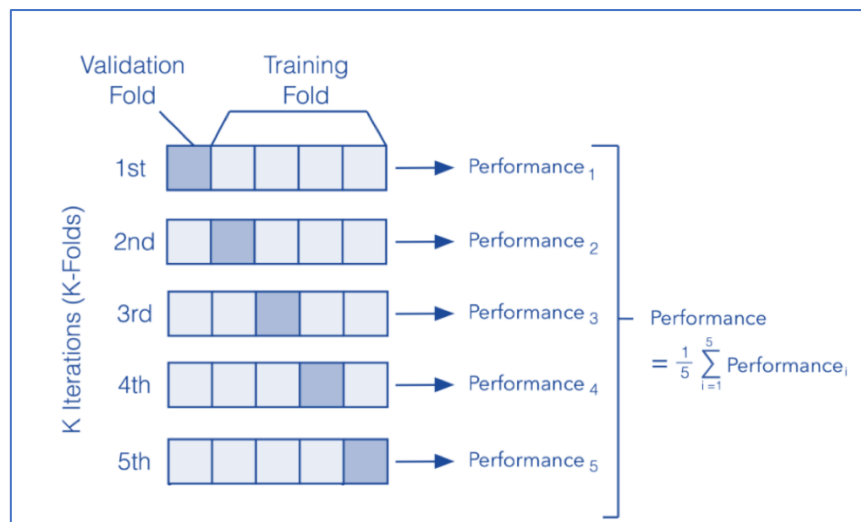 Validation
Fold
Training
Fold
K Iterations (K-Folds)
1st
Performance 1
2nd
Performance 2
3rd
Performance 3
4th
Performance 4
5th
Performance 5
Performance
= 1/5 5∑i=1 Performance i